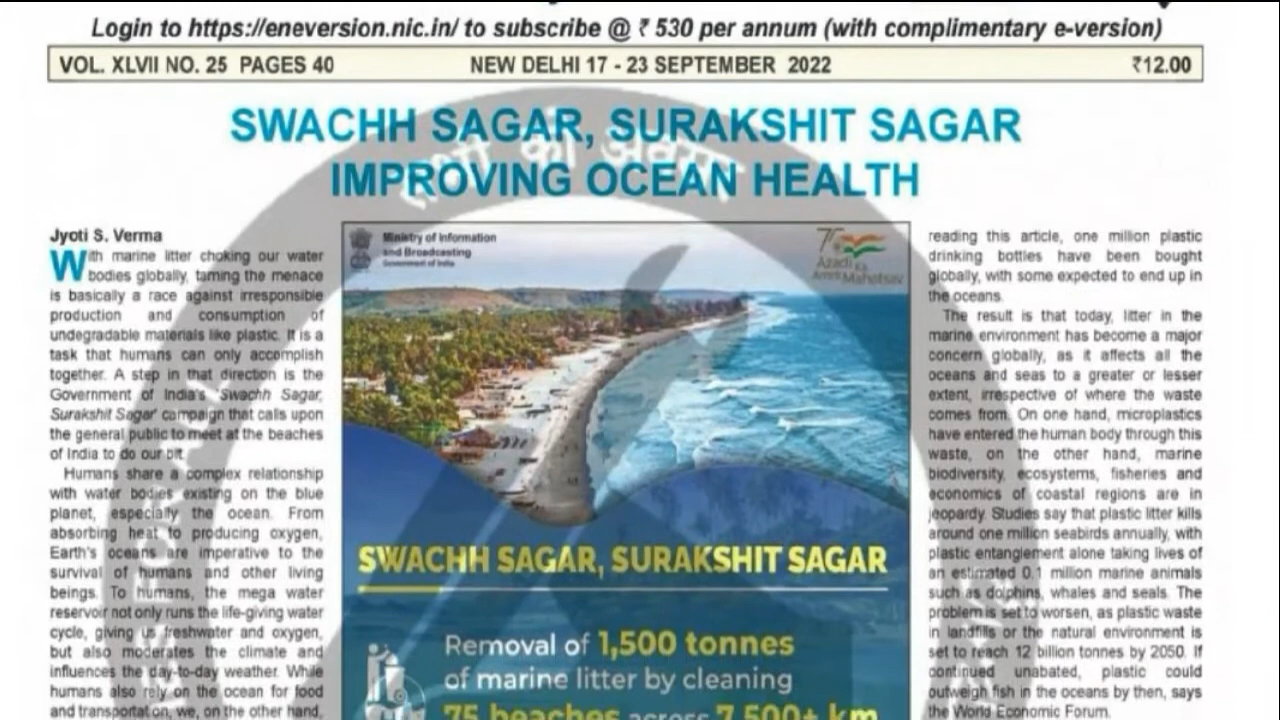 Login to https://eneversion.nic.in/ to subscribe @ ₹ 530 per annum (with complimentary e-version)
VOL. XLVII NO. 25 PAGES 40
NEW DELHI 17 - 23 SEPTEMBER 2022
₹12.00
SWACHH SAGAR, SURAKSHIT SAGAR
IMPROVING OCEAN HEALTH
Jyoti S. Verma
With marine litter choking our water
bodies globally, taming the menace
is basically a race against irresponsible
production and consumption of
undegradable materials like plastic. It is a
task that humans can only accomplish
together. A step in that direction is the
Government of India's 'Swachh Sagar,
Surakshit Sagar' campaign that calls upon
the general public to meet at the beaches
of India to do our bit.
Humans share a complex relationship
with water bodies existing on the blue
planet, especially the ocean. From
absorbing heat to producing oxygen,
Earth's oceans are imperative to the
survival of humans and other living
beings. To humans, the mega water
reservoir not only runs the life-giving water
cycle, giving us freshwater and oxygen,
but also moderates the climate and
influences the day-to-day weather. While
humans also rely on the ocean for food
and transportation, we, on the other hand,
Ministry of Information
and Broadcasting
Government of India
Azadi Ka
Amrit Mahotsav
SWACHH SAGAR, SURAKSHIT SAGAR
Removal of 1,500 tonnes
of marine litter by cleaning
75 beaches across 7,500+ km
reading this article, one million plastic
drinking bottles have been bought
globally, with some expected to end up in
the oceans.
The result is that today, litter in the
marine environment has become a major
concern globally, as it affects all the
oceans and seas to a greater or lesser
extent, irrespective of where the waste
comes from. On one hand, microplastics
have entered the human body through this
waste, on the other hand, marine
biodiversity, ecosystems, fisheries and
economics of coastal regions are in
jeopardy. Studies say that plastic litter kills
around one million seabirds annually, with
plastic entanglement alone taking lives of
an estimated 0.1 million marine animals
such as dolphins, whales and seals. The
problem is set to worsen, as plastic waste
in landfills or the natural environment is
set to reach 12 billion tonnes by 2050. If
continued unabated, plastic could
outweigh fish in the oceans by then, says
the World Economic Forum.